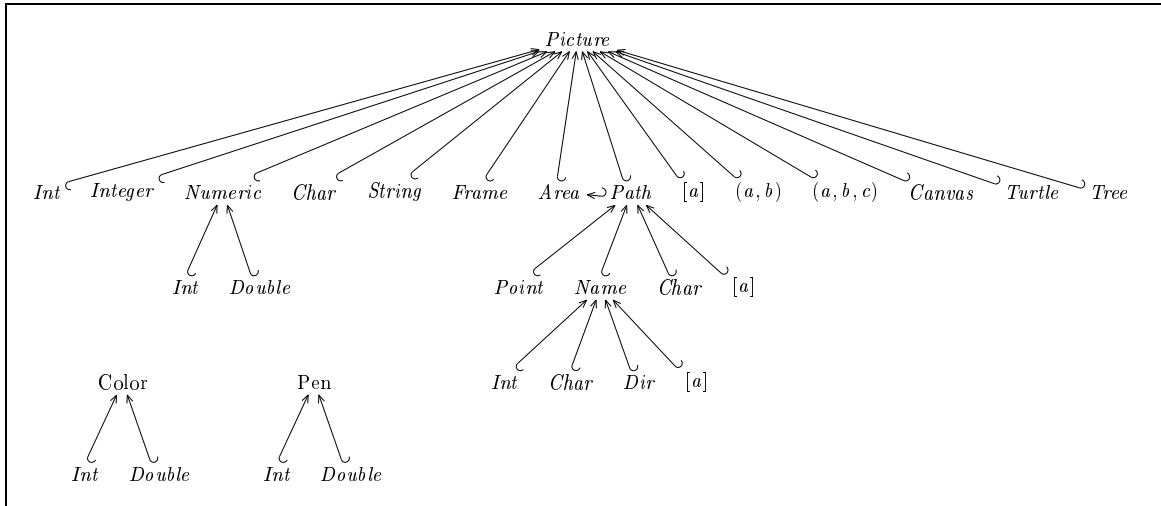 Picture
Int Integer Numeric Char String Frame Area Path [a] (a, b) (a, b, c) Canvas Turtle Tree
Int Double Point Name Char [a]
Color Pen Int Char Dir [a]
Int Double Int Double